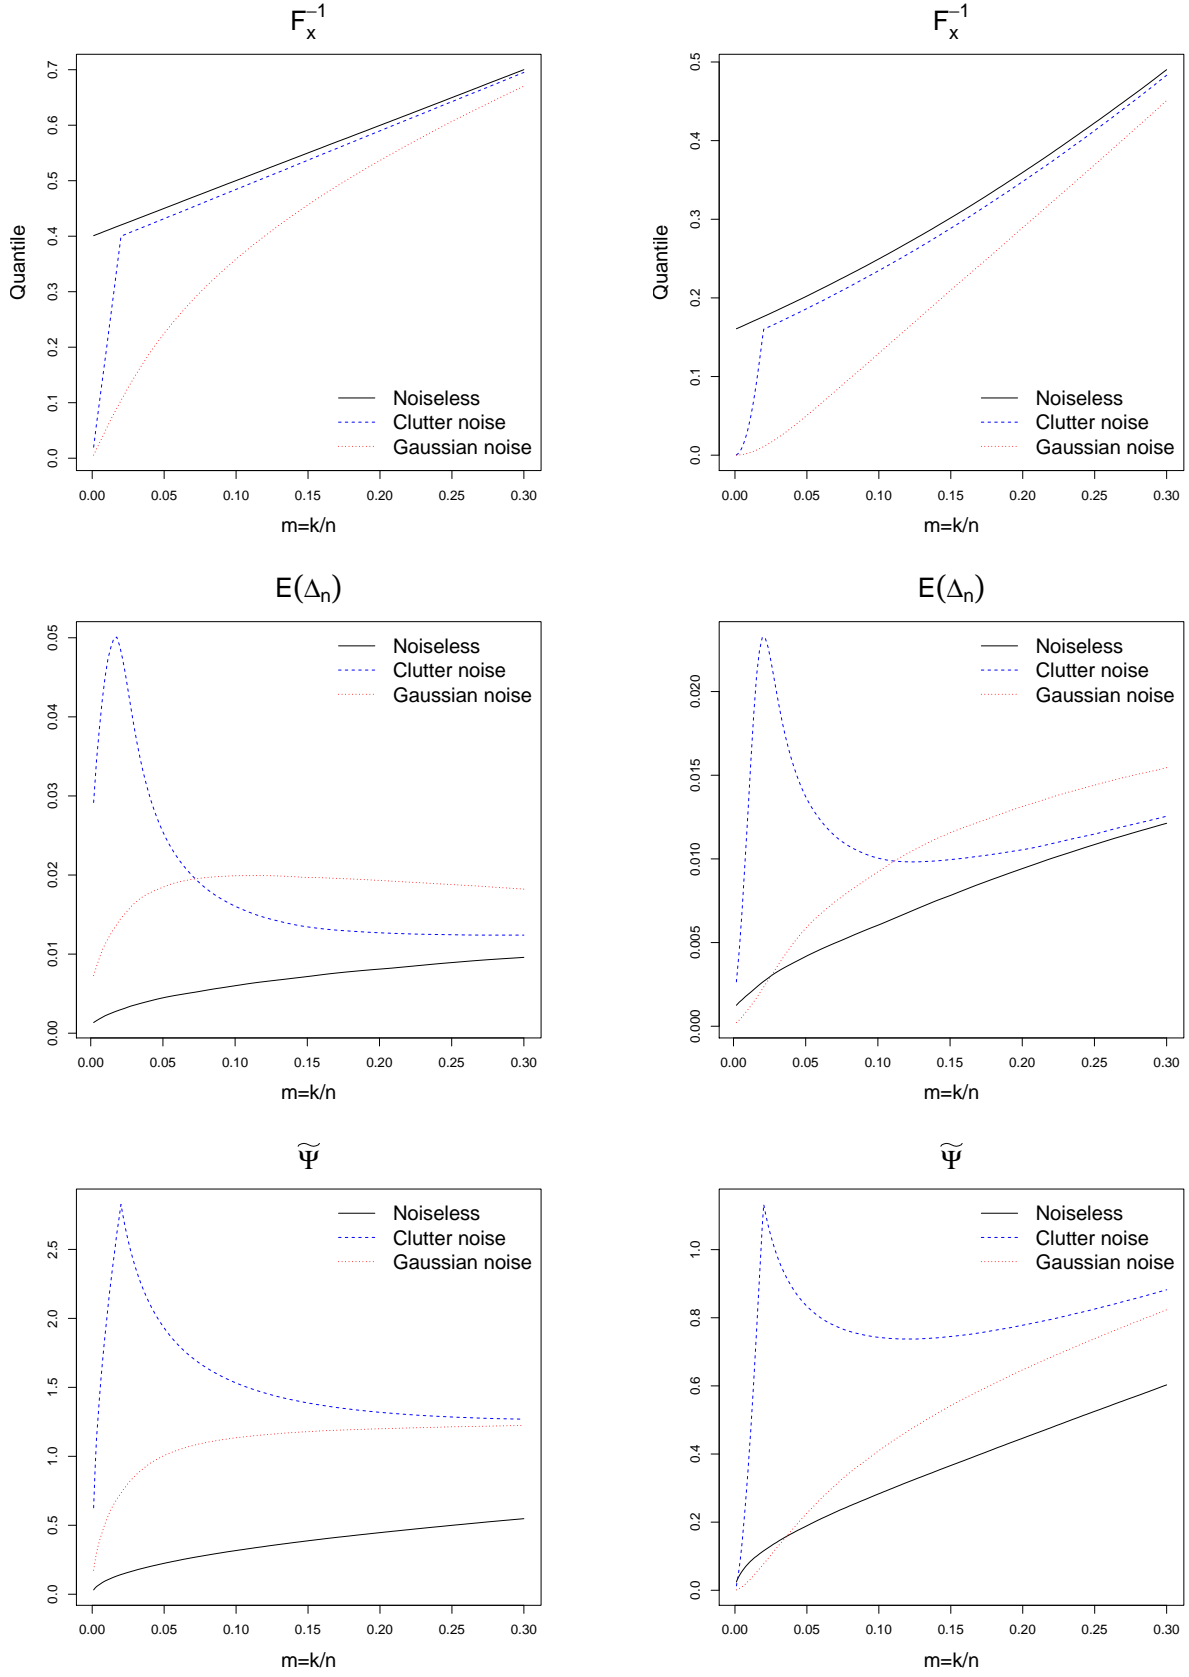 F_x^{-1}
Quantile
0.0 0.1 0.2 0.3 0.4 0.5 0.6 0.7
Noiseless
Clutter noise
Gaussian noise
0.00 0.05 0.10 0.15 0.20 0.25 0.30
m=k/n
F_x^{-1}
Quantile
0.0 0.1 0.2 0.3 0.4 0.5
Noiseless
Clutter noise
Gaussian noise
0.00 0.05 0.10 0.15 0.20 0.25 0.30
m=k/n
E(Δ_n)
0.00 0.01 0.02 0.03 0.04 0.05
Noiseless
Clutter noise
Gaussian noise
0.00 0.05 0.10 0.15 0.20 0.25 0.30
m=k/n
E(Δ_n)
0.000 0.005 0.010 0.015 0.020
Noiseless
Clutter noise
Gaussian noise
0.00 0.05 0.10 0.15 0.20 0.25 0.30
m=k/n
Ψ̃
0.0 0.5 1.0 1.5 2.0 2.5
Noiseless
Clutter noise
Gaussian noise
0.00 0.05 0.10 0.15 0.20 0.25 0.30
m=k/n
Ψ̃
0.0 0.2 0.4 0.6 0.8 1.0
Noiseless
Clutter noise
Gaussian noise
0.00 0.05 0.10 0.15 0.20 0.25 0.30
m=k/n